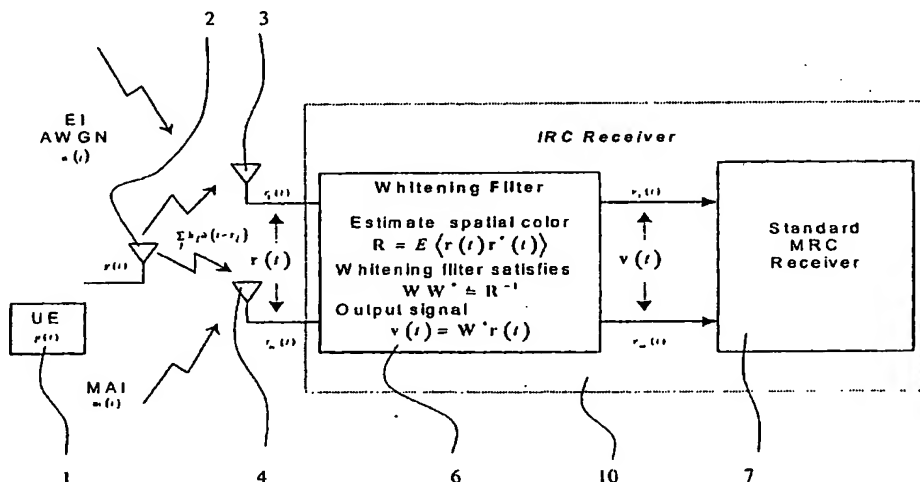 2
3
EI
AWGN
n(t)
IRC Receiver
Whitening Filter
Estimate spatial color
R = E ⟨r(t) r*(t)⟩
Whitening filter satisfies
W W* = R⁻¹
Output signal
v(t) = W* r(t)
r(t)
v(t)
Standard
MRC
Receiver
UE
MAI
m(t)
1
4
6
10
7